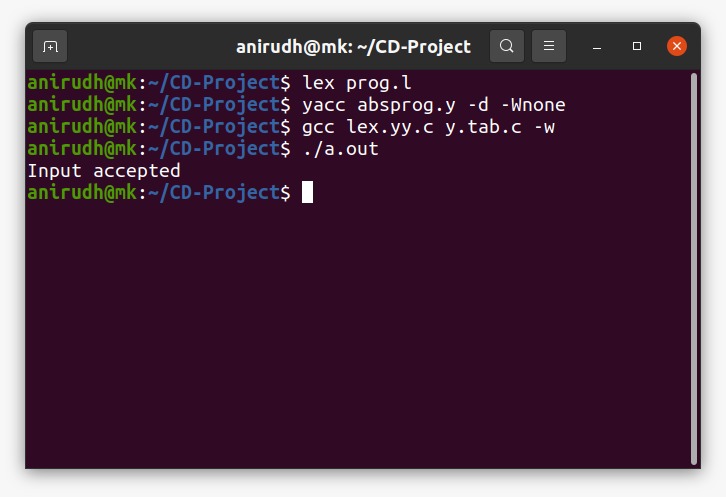 anirudh@mk: ~/CD-Project
anirudh@mk:~/CD-Project$ lex prog.l
anirudh@mk:~/CD-Project$ yacc absprog.y -d -Wnone
anirudh@mk:~/CD-Project$ gcc lex.yy.c y.tab.c -w
anirudh@mk:~/CD-Project$ ./a.out
Input accepted
anirudh@mk:~/CD-Project$